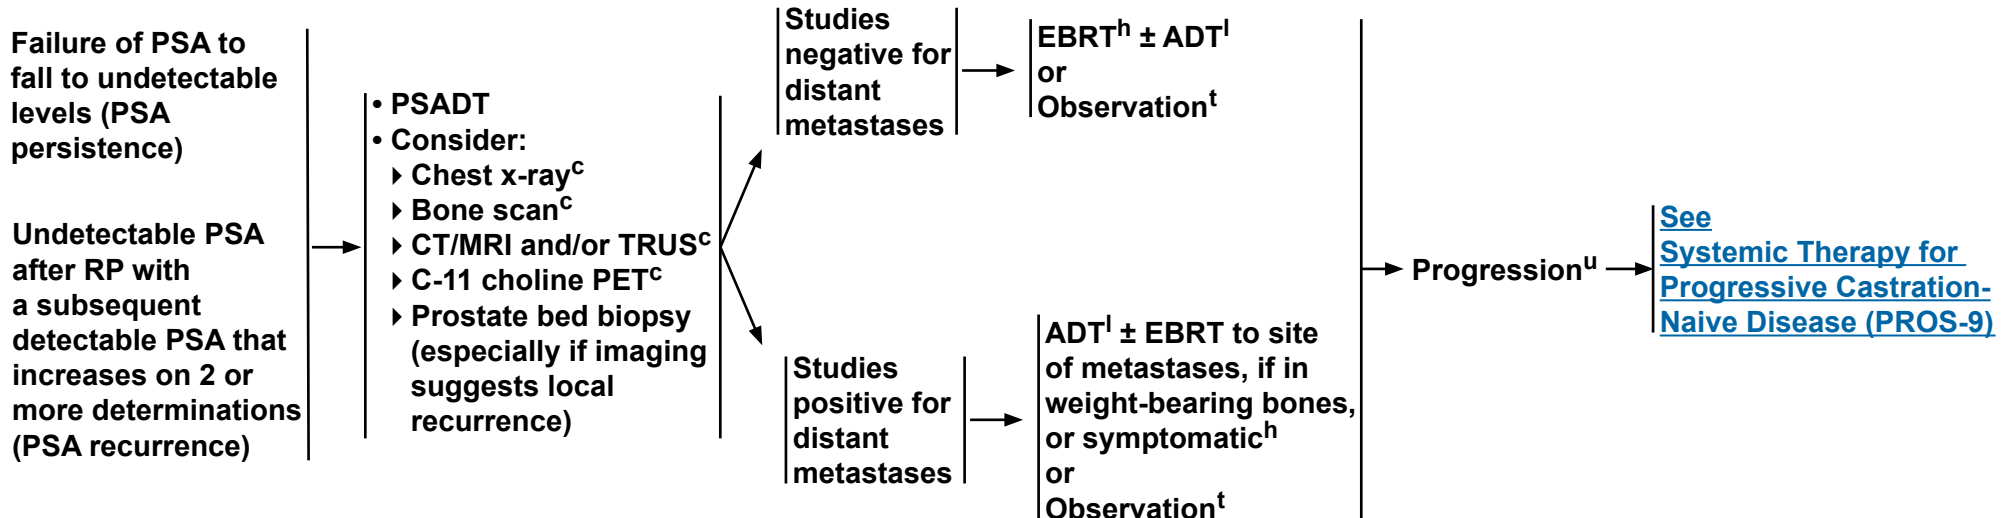 Failure of PSA to
fall to undetectable
levels (PSA
persistence)
Undetectable PSA
after RP with
a subsequent
detectable PSA that
increases on 2 or
more determinations
(PSA recurrence)
• PSADT
• Consider:
▸ Chest x-rayᶜ
▸ Bone scanᶜ
▸ CT/MRI and/or TRUSᶜ
▸ C-11 choline PETᶜ
▸ Prostate bed biopsy
(especially if imaging
suggests local
recurrence)
Studies
negative for
distant
metastases
EBRTʰ ± ADTˡ
or
Observationᵗ
Studies
positive for
distant
metastases
ADTˡ ± EBRT to site
of metastases, if in
weight-bearing bones,
or symptomaticʰ
or
Observationᵗ
Progressionᵘ
See
Systemic Therapy for
Progressive Castration-
Naive Disease (PROS-9)